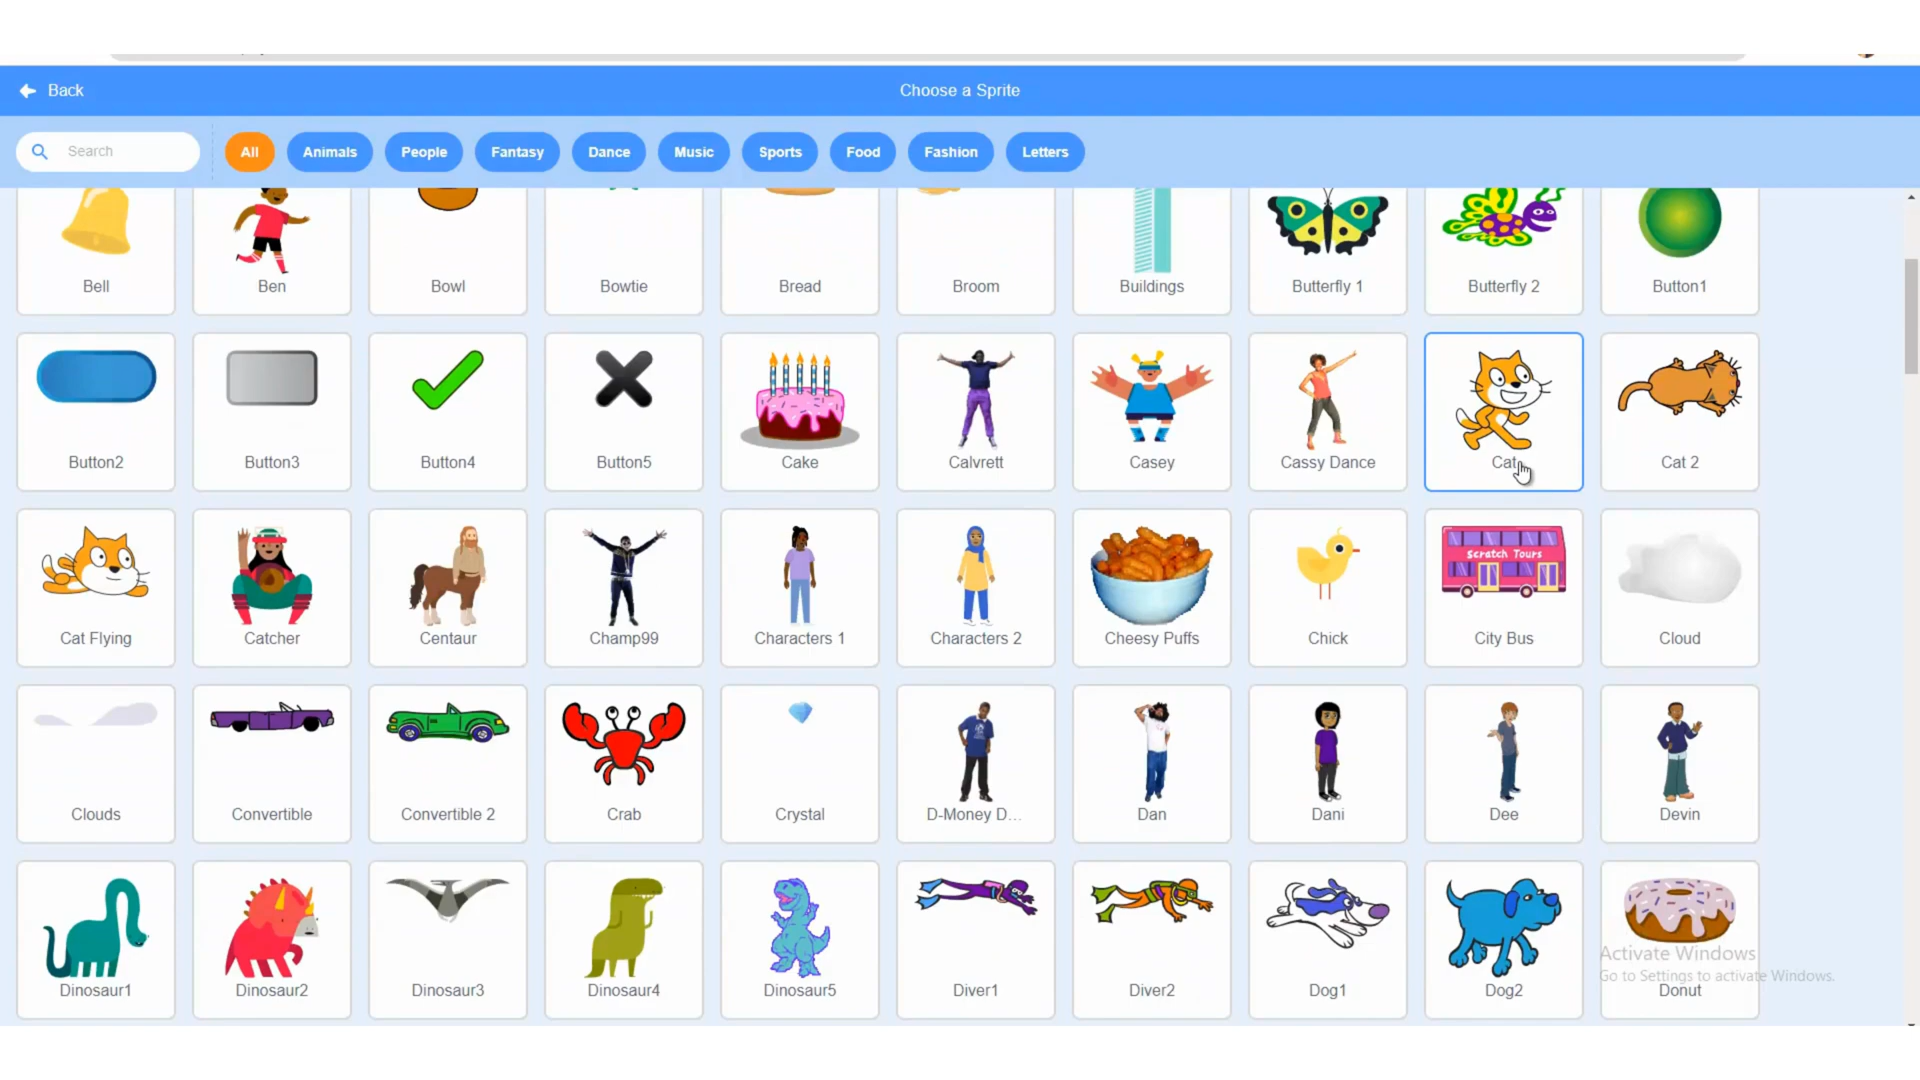 Back
Choose a Sprite
Search
All
Animals
People
Fantasy
Dance
Music
Sports
Food
Fashion
Letters
Bell
Ben
Bowl
Bowtie
Bread
Broom
Buildings
Butterfly 1
Butterfly 2
Button1
Button2
Button3
Button4
Button5
Cake
Calvrett
Casey
Cassy Dance
Cat
Cat 2
Cat Flying
Catcher
Centaur
Champ99
Characters 1
Characters 2
Cheesy Puffs
Chick
Scratch Tours
City Bus
Cloud
Clouds
Convertible
Convertible 2
Crab
Crystal
D-Money D...
Dan
Dani
Dee
Devin
Dinosaur1
Dinosaur2
Dinosaur3
Dinosaur4
Dinosaur5
Diver1
Diver2
Dog1
Dog2
Donut
Activate Windows
Go to Settings to activate Windows.